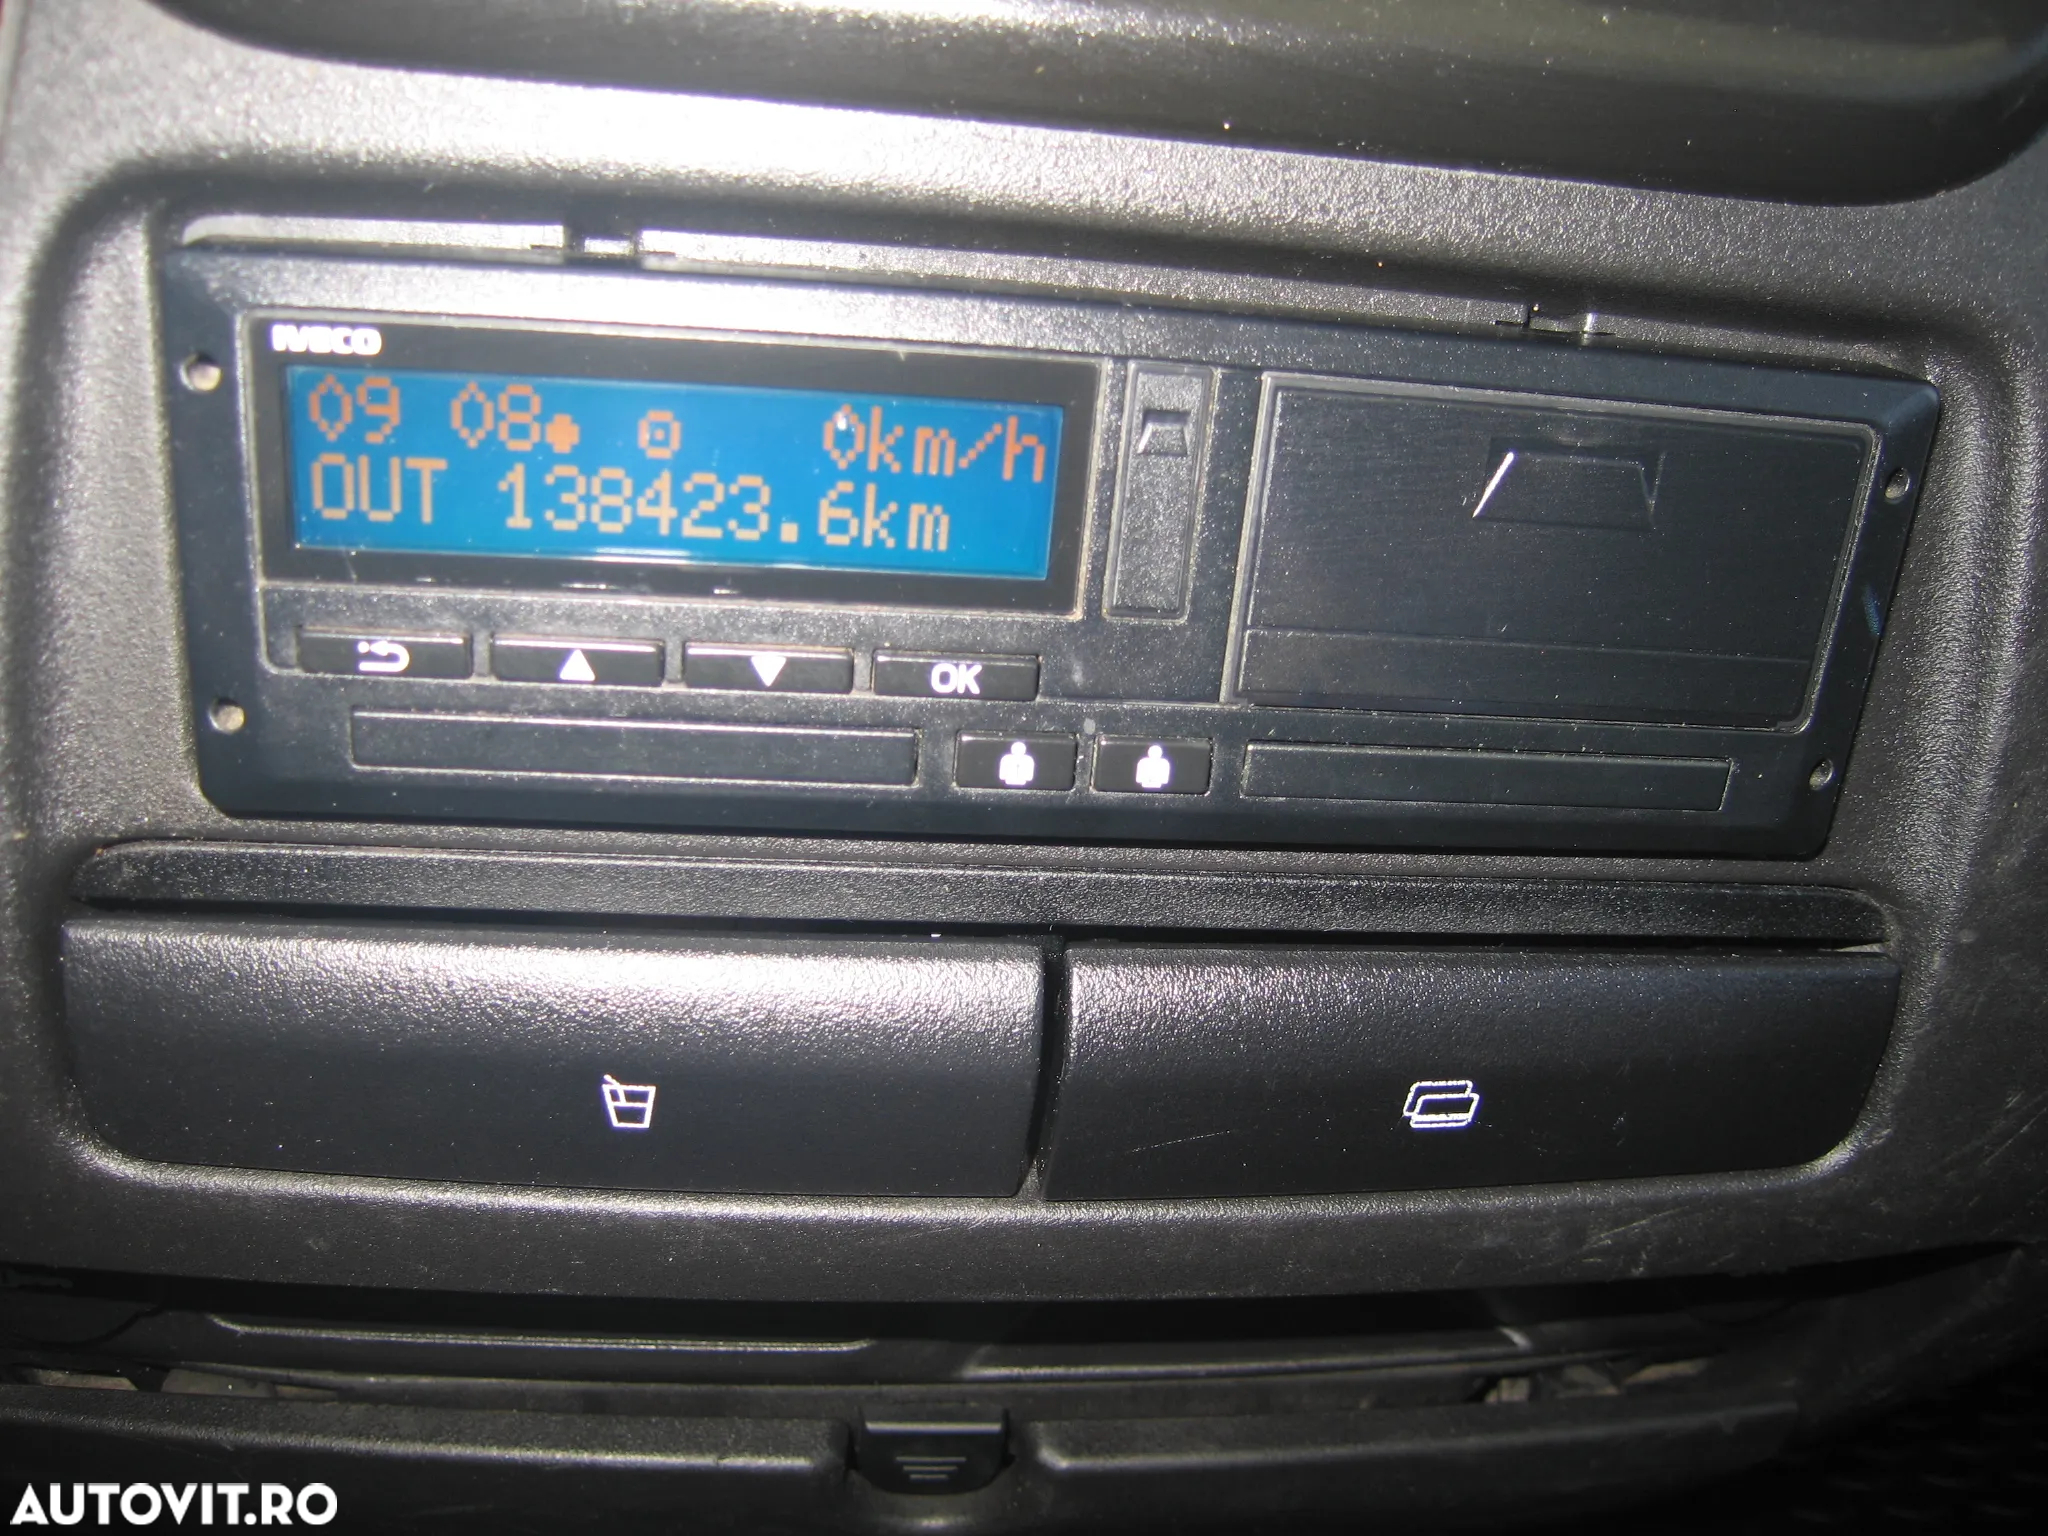 IVECO
09 08 0km/h
OUT 138423.6km
OK
AUTOVIT.RO